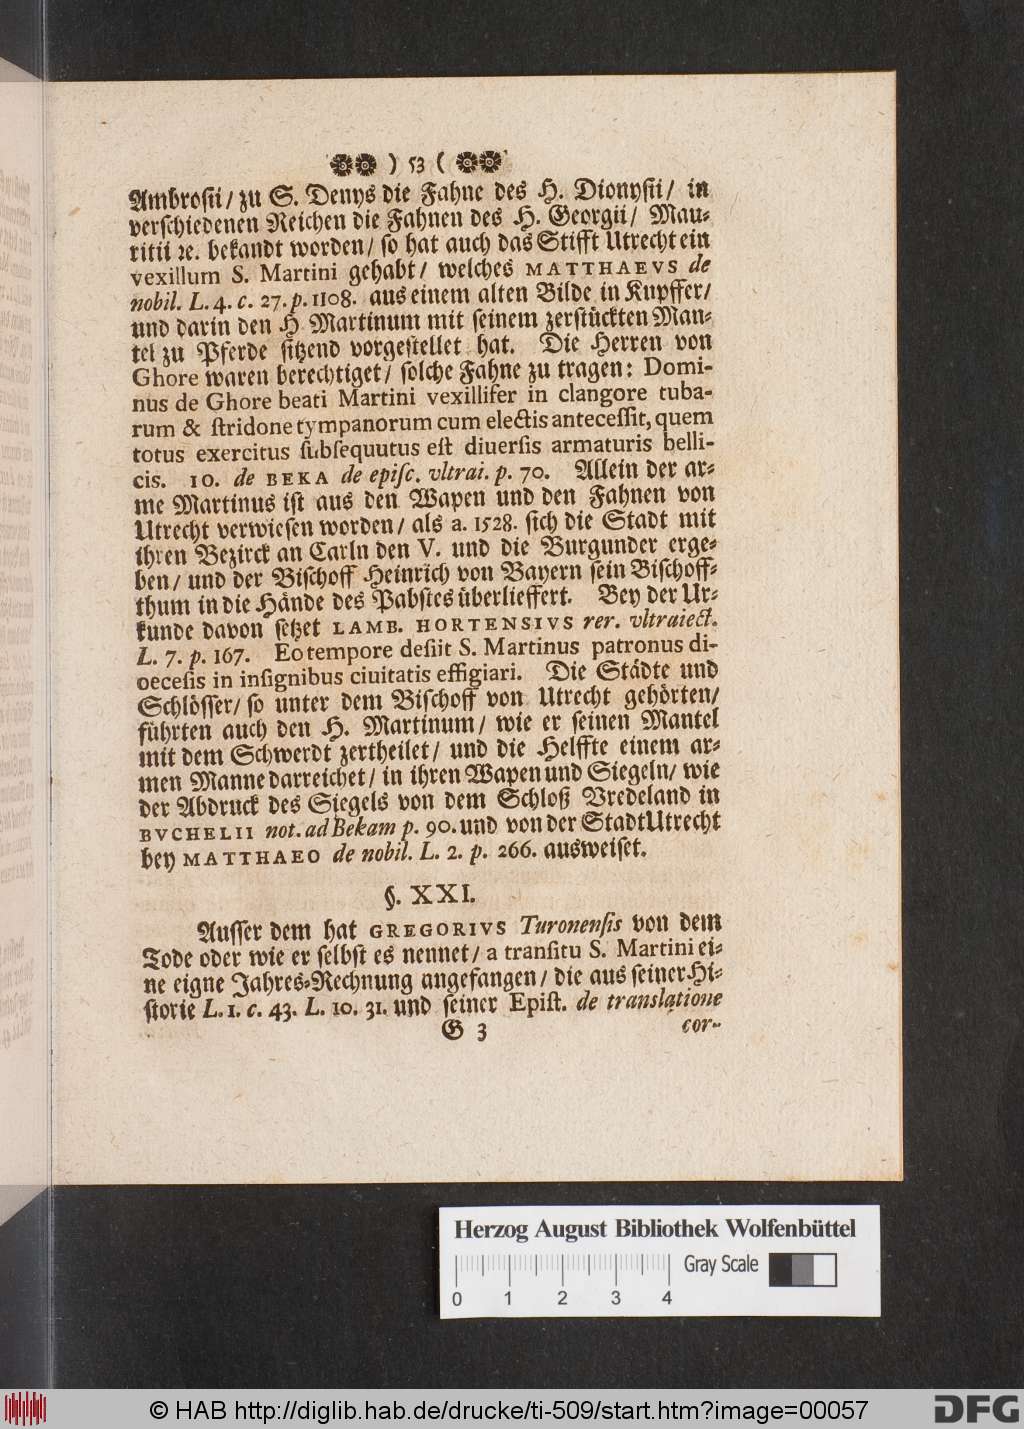 ) 53 (
Ambrosii/ zu S. Denys die Fahne des H. Dionysii/ in
verschiedenen Reichen die Fahnen des H. Georgii/ Mau-
ritii ꝛc. bekandt worden/ so hat auch das Stifft Utrecht ein
vexillum S. Martini gehabt/ welches MATTHAEVS de
nobil. L. 4. c. 27. p. 1108. aus einem alten Bilde in Kupffer/
und darin den H Martinum mit seinem zerstückten Man-
tel zu Pferde sitzend vorgestellet hat. Die Herren von
Ghore waren berechtiget/ solche Fahne zu tragen: Domi-
nus de Ghore beati Martini vexillifer in clangore tuba-
rum & ſtridone tympanorum cum electis anteceſſit, quem
totus exercitus ſubſequutus eſt diuerſis armaturis belli-
cis. IO. de BEKA de epiſc. vltrai. p. 70. Allein der ar-
me Martinus ist aus den Wapen und den Fahnen von
Utrecht verwiesen worden/ als a. 1528. sich die Stadt mit
ihren Bezirck an Carln den V. und die Burgunder erge-
ben/ und der Bischoff Heinrich von Bayern sein Bischoff-
thum in die Hände des Pabstes überlieffert. Bey der Ur-
kunde davon setzet LAMB. HORTENSIVS rer. vltraiect.
L. 7. p. 167. Eo tempore deſiit S. Martinus patronus di-
oeceſis in inſignibus ciuitatis effigiari. Die Städte und
Schlösser/ so unter dem Bischoff von Utrecht gehörten/
führten auch den H. Martinum/ wie er seinen Mantel
mit dem Schwerdt zertheilet/ und die Helffte einem ar-
men Manne darreichet/ in ihren Wapen und Siegeln/ wie
der Abdruck des Siegels von dem Schloß Vredeland in
BVCHELII not. ad Bekam p. 90. und von der Stadt Utrecht
bey MATTHAEO de nobil. L. 2. p. 266. ausweiset.
§. XXI.
Ausser dem hat GREGORIVS Turonenſis von dem
Tode oder wie er selbst es nennet/ a tranſitu S. Martini ei-
ne eigne Jahres-Rechnung angefangen/ die aus seiner Hi-
storie L. 1. c. 43. L. 10. 31. und seiner Epiſt. de translatione
G 3 cor-
Herzog August Bibliothek Wolfenbüttel
Gray Scale
0 1 2 3 4
© HAB http://diglib.hab.de/drucke/ti-509/start.htm?image=00057
DFG